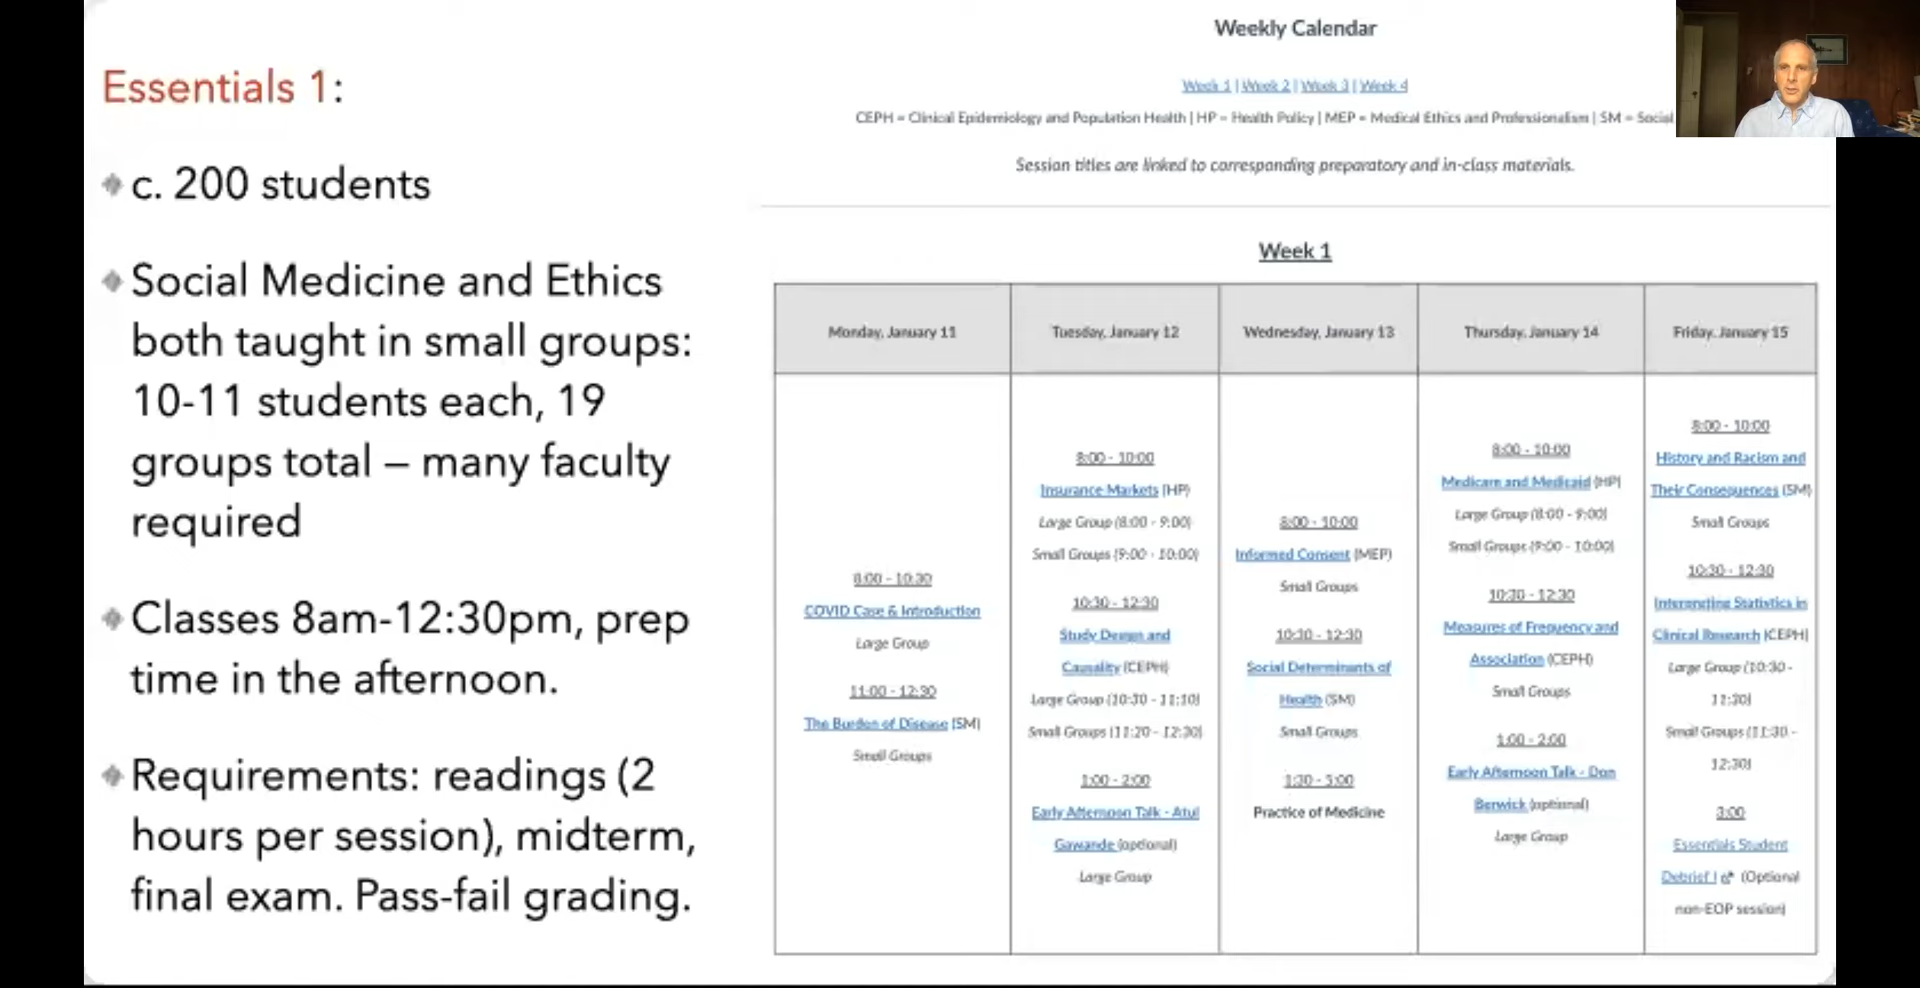 Essentials 1:
c. 200 students
Social Medicine and Ethics
both taught in small groups:
10-11 students each, 19
groups total – many faculty
required
Classes 8am-12:30pm, prep
time in the afternoon.
Requirements: readings (2
hours per session), midterm,
final exam. Pass-fail grading.
Weekly Calendar
Week 1 | Week 2 | Week 3 | Week 4
CEPH = Clinical Epidemiology and Population Health | HP = Health Policy | MEP = Medical Ethics and Professionalism | SM = Social
Session titles are linked to corresponding preparatory and in-class materials.
Week 1
Monday, January 11
8:00 - 10:30
COVID Case & Introduction
Large Group
11:00 - 12:30
The Burden of Disease (SM)
Small Groups
Tuesday, January 12
8:00 - 10:00
Insurance Markets (HP)
Large Group (8:00 - 9:00)
Small Groups (9:00 - 10:00)
10:30 - 12:30
Study Design and
Causality (CEPH)
Large Group (10:30 - 11:10)
Small Groups (11:20 - 12:30)
1:00 - 2:00
Early Afternoon Talk - Atul
Gawande (optional)
Large Group
Wednesday, January 13
8:00 - 10:00
Informed Consent (MEP)
Small Groups
10:30 - 12:30
Social Determinants of
Health (SM)
Small Groups
1:30 - 5:00
Practice of Medicine
Thursday, January 14
8:00 - 10:00
Medicare and Medicaid (HP)
Large Group (8:00 - 9:00)
Small Groups (9:00 - 10:00)
10:30 - 12:30
Measures of Frequency and
Association (CEPH)
Small Groups
1:00 - 2:00
Early Afternoon Talk - Don
Berwick (optional)
Large Group
Friday, January 15
8:00 - 10:00
History and Racism and
Their Consequences (SM)
Small Groups
10:30 - 12:30
Interpreting Statistics in
Clinical Research (CEPH)
Large Group (10:30 -
11:30)
Small Groups (11:30 -
12:30)
3:00
Essentials Student
Debrief I (Optional
non-EOP session)